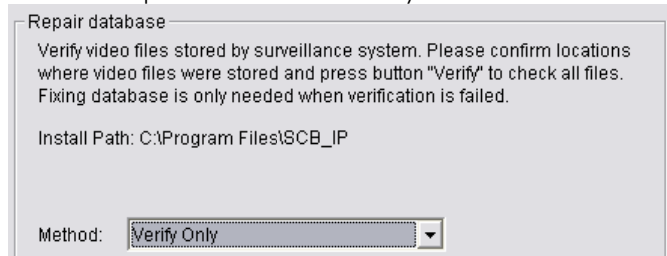 Repair database
Verify video files stored by surveillance system. Please confirm locations
where video files were stored and press button "Verify" to check all files.
Fixing database is only needed when verification is failed.
Install Path: C:\Program Files\SCB_IP
Method: Verify Only